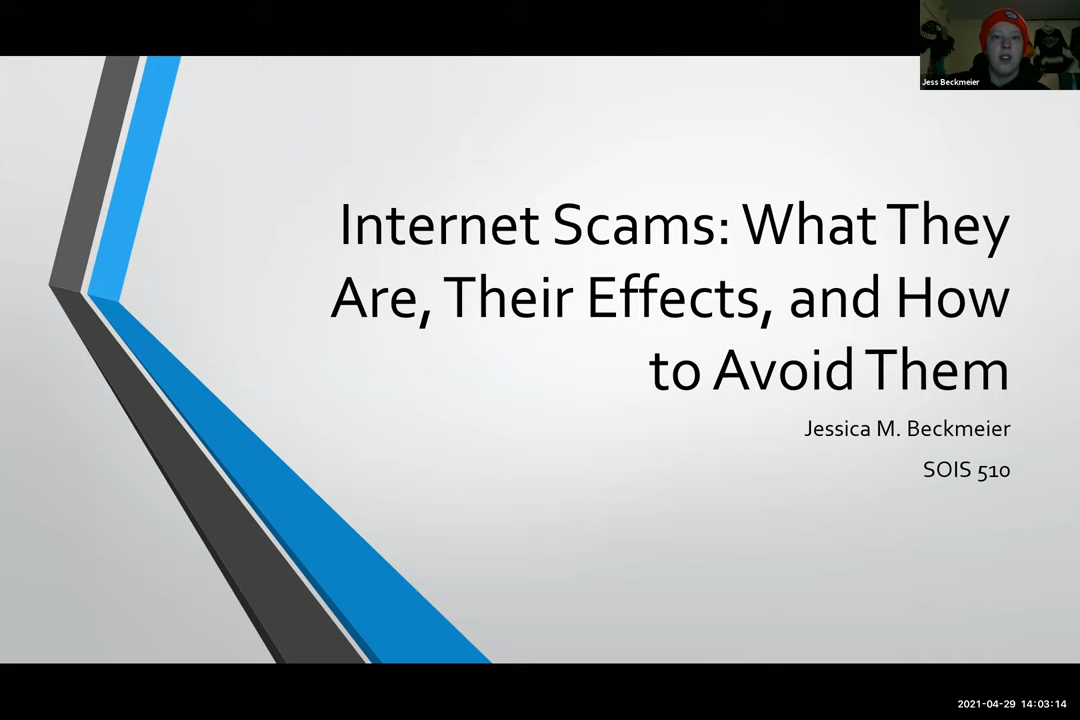 Jess Beckmeier
Internet Scams: What They
Are, Their Effects, and How
to Avoid Them
Jessica M. Beckmeier
SOIS 510
2021-04-29 14:03:14